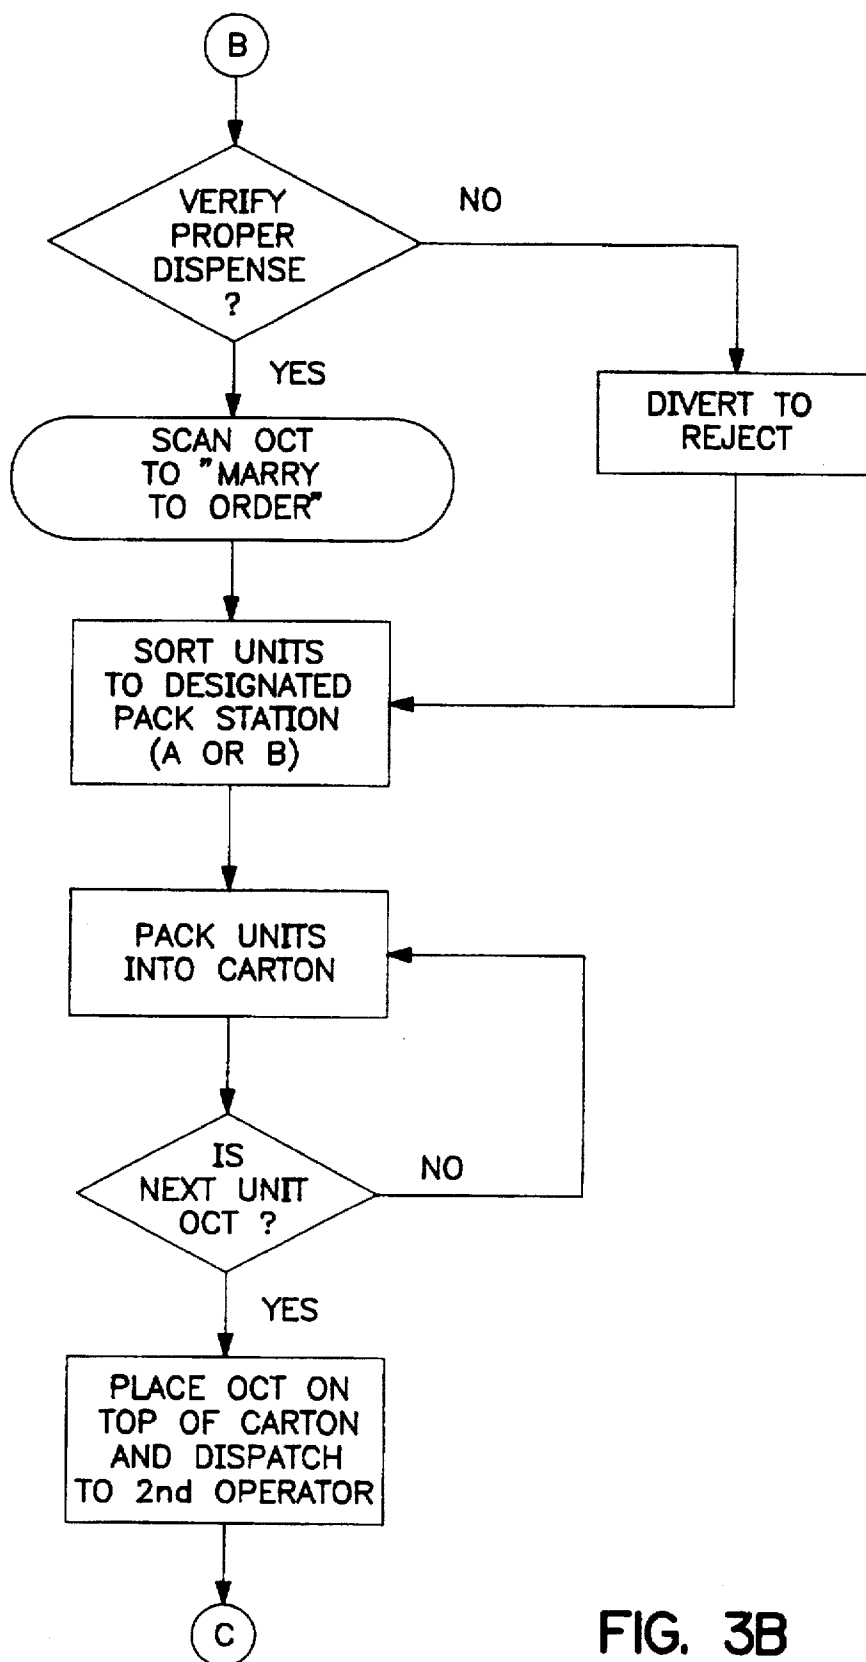 B
VERIFY
PROPER
DISPENSE
?
NO
YES
DIVERT TO
REJECT
SCAN OCT
TO "MARRY
TO ORDER"
SORT UNITS
TO DESIGNATED
PACK STATION
(A OR B)
PACK UNITS
INTO CARTON
IS
NEXT UNIT
OCT ?
NO
YES
PLACE OCT ON
TOP OF CARTON
AND DISPATCH
TO 2nd OPERATOR
C
FIG. 3B